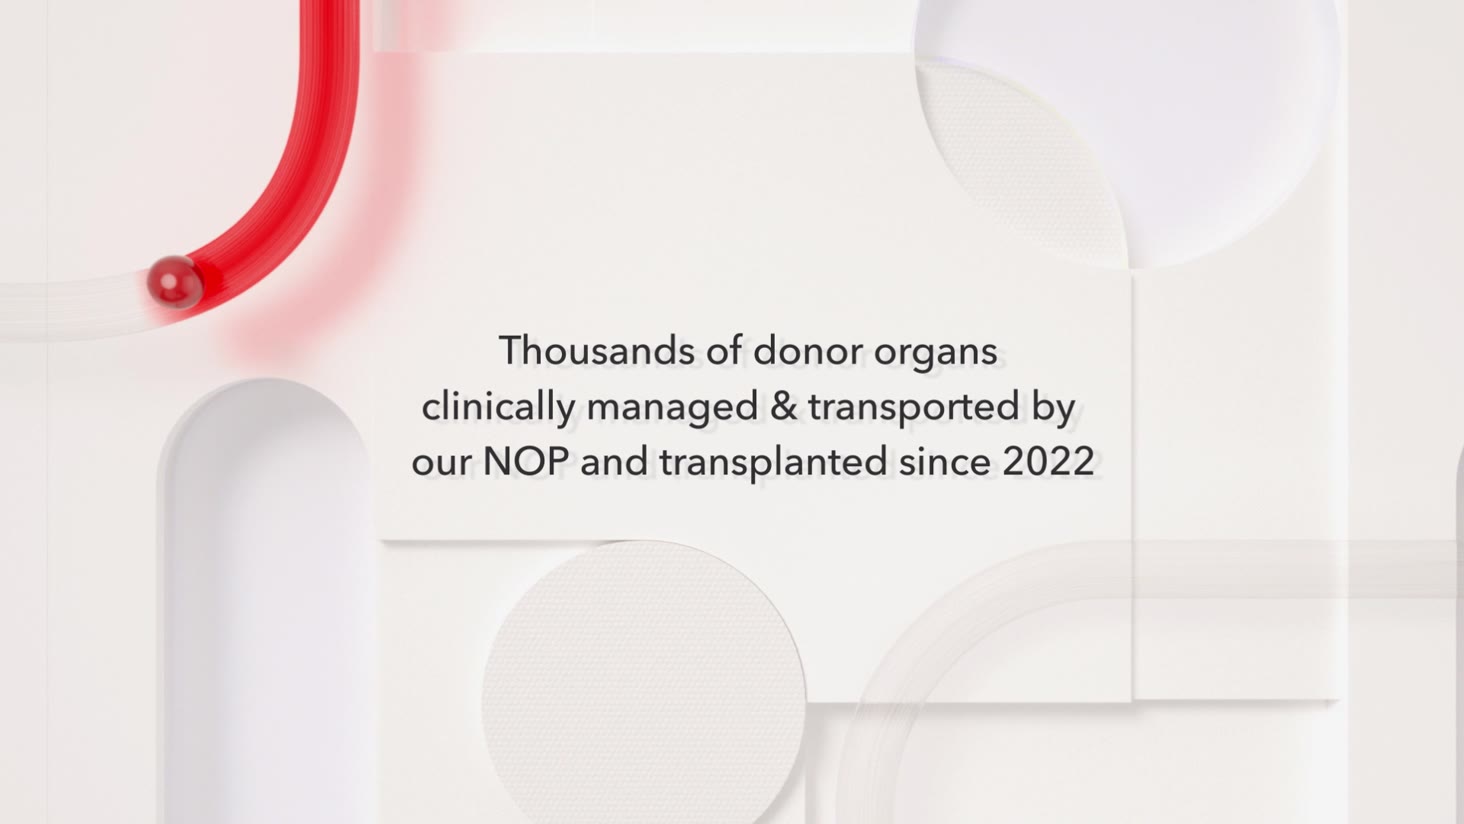 Thousands of donor organs
clinically managed & transported by
our NOP and transplanted since 2022